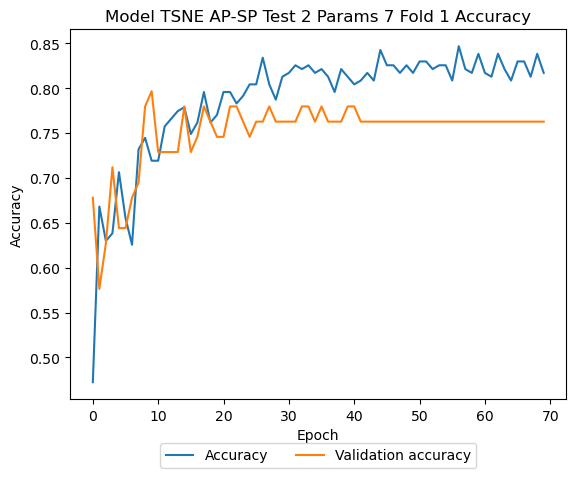 Model TSNE AP-SP Test 2 Params 7 Fold 1 Accuracy
0.85
0.80
0.75
0.70
0.65
0.60
0.55
0.50
Accuracy
0 10 20 30 40 50 60 70
Epoch
Accuracy Validation accuracy